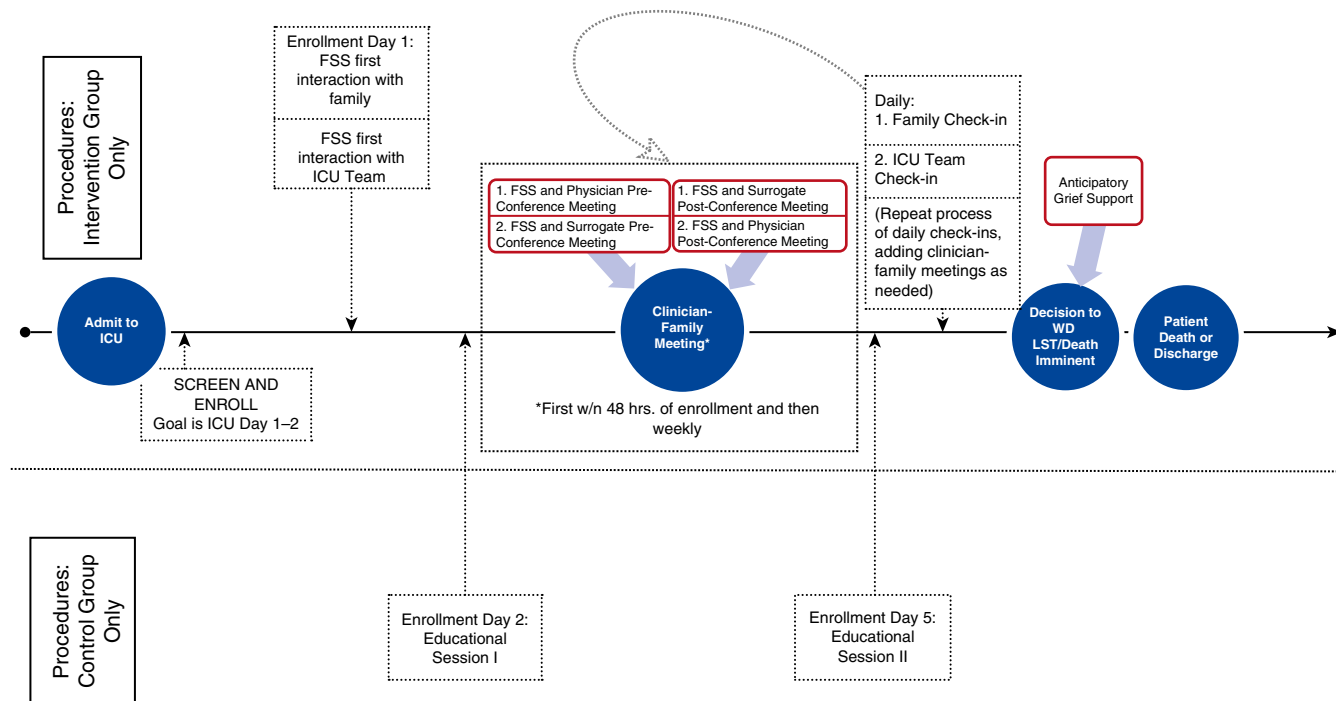 Procedures:
Intervention Group
Only
Enrollment Day 1:
FSS first
interaction with
family
FSS first
interaction with
ICU Team
1. FSS and Physician Pre-
Conference Meeting
2. FSS and Surrogate Pre-
Conference Meeting
1. FSS and Surrogate
Post-Conference Meeting
2. FSS and Physician
Post-Conference Meeting
Daily:
1. Family Check-in
2. ICU Team
Check-in
(Repeat process
of daily check-ins,
adding clinician-
family meetings as
needed)
Anticipatory
Grief Support
Admit to
ICU
Clinician-
Family
Meeting*
Decision to
WD
LST/Death
Imminent
Patient
Death or
Discharge
SCREEN AND
ENROLL
Goal is ICU Day 1–2
*First w/n 48 hrs. of enrollment and then
weekly
Procedures:
Control Group
Only
Enrollment Day 2:
Educational
Session I
Enrollment Day 5:
Educational
Session II